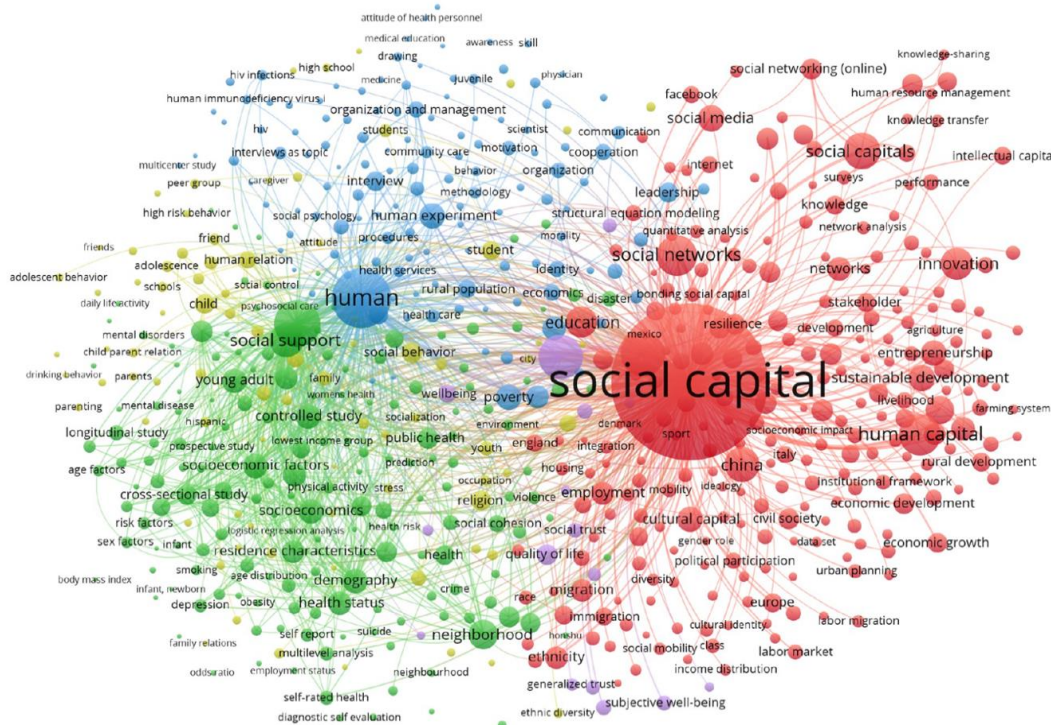 attitude of health personnel
medical education
awareness
skill
drawing
high school
hiv infections
medicine
juvenile
physician
social networking (online)
knowledge-sharing
human resource management
human immunodeficiency virus i
organization and management
facebook
social media
knowledge transfer
hiv
students
scientist
communication
interviews as topic
community care
motivation
cooperation
social capitals
intellectual capita
multicenter study
caregiver
behavior
organization
internet
surveys
peer group
interview
methodology
leadership
performance
knowledge
high risk behavior
social psychology
human experiment
structural equation modeling
network analysis
friend
attitude
procedures
morality
quantitative analysis
friends
student
social networks
adolescence
human relation
health services
identity
networks
innovation
adolescent behavior
schools
social control
rural population
economics
disaster
bonding social capital
daily life activity
psychosocial care
human
stakeholder
child
health care
education
mexico
resilience
development
agriculture
mental disorders
social support
social behavior
city
entrepreneurship
child parent relation
drinking behavior
parents
young adult
family
womens health
wellbeing
poverty
social capital
sustainable development
livelihood
farming system
parenting
mental disease
hispanic
controlled study
socialization
environment
denmark
sport
socioeconomic impact
human capital
longitudinal study
prospective study
lowest income group
public health
youth
england
integration
italy
rural development
age factors
socioeconomic factors
prediction
housing
china
institutional framework
cross-sectional study
physical activity
stress
occupation
religion
violence
employment
mobility
ideology
economic development
risk factors
socioeconomics
social cohesion
social trust
cultural capital
civil society
sex factors
infant
logistic regression analysis
health risk
gender role
data set
economic growth
residence characteristics
health
quality of life
political participation
urban planning
body mass index
smoking
age distribution
demography
crime
race
migration
diversity
infant, newborn
depression
obesity
health status
immigration
europe
labor migration
self report
suicide
neighborhood
honshu
cultural identity
family relations
multilevel analysis
ethnicity
social mobility
class
labor market
odds ratio
employment status
neighbourhood
generalized trust
income distribution
self-rated health
subjective well-being
diagnostic self evaluation
ethnic diversity